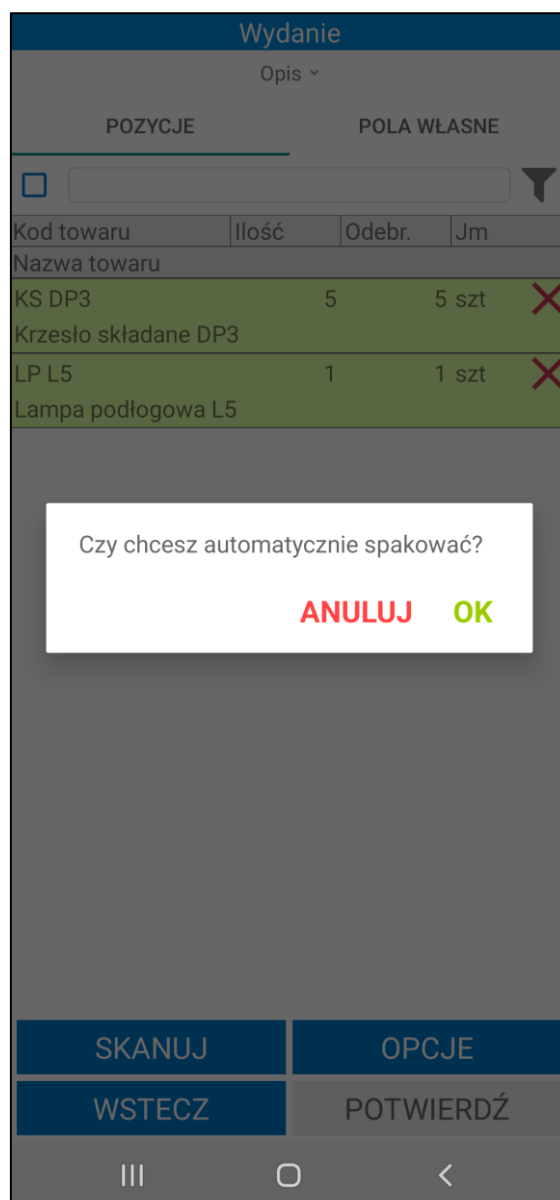 Wydanie
Opis
POZYCJE POLA WŁASNE
Kod towaru Ilość Odebr. Jm
Nazwa towaru
KS DP3 5 5 szt
Krzesło składane DP3
LP L5 1 1 szt
Lampa podłogowa L5
Czy chcesz automatycznie spakować?
ANULUJ OK
SKANUJ OPCJE
WSTECZ POTWIERDŹ